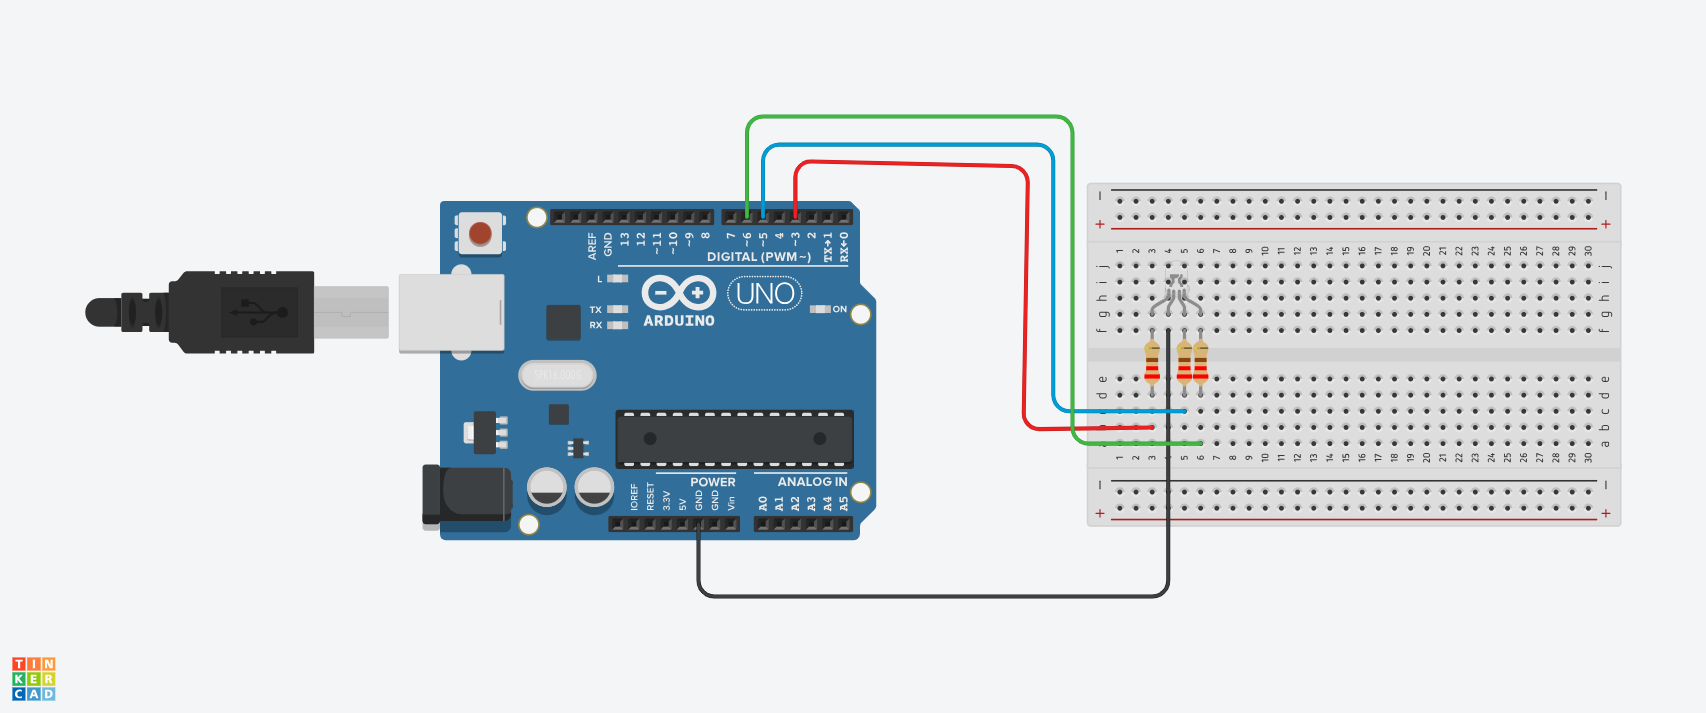 7 ~6 ~5 4 ~3 2 TX→1 RX←0
AREF GND 13 12 ~11 ~10 ~9 8
DIGITAL (PWM~)
L
TX
RX
ARDUINO
UNO
ON
POWER
ANALOG IN
IOREF RESET 3.3V 5V GND GND Vin
A0 A1 A2 A3 A4 A5
− −
+ +
1 2 3 4 5 6 7 8 9 10 11 12 13 14 15 16 17 18 19 20 21 22 23 24 25 26 27 28 29 30
j j
i i
h h
g g
f f
e e
d d
c
b
a
1 2 3 4 5 6 7 8 9 10 11 12 13 14 15 16 17 18 19 20 21 22 23 24 25 26 27 28 29 30
− −
+ +
TIN
KER
CAD